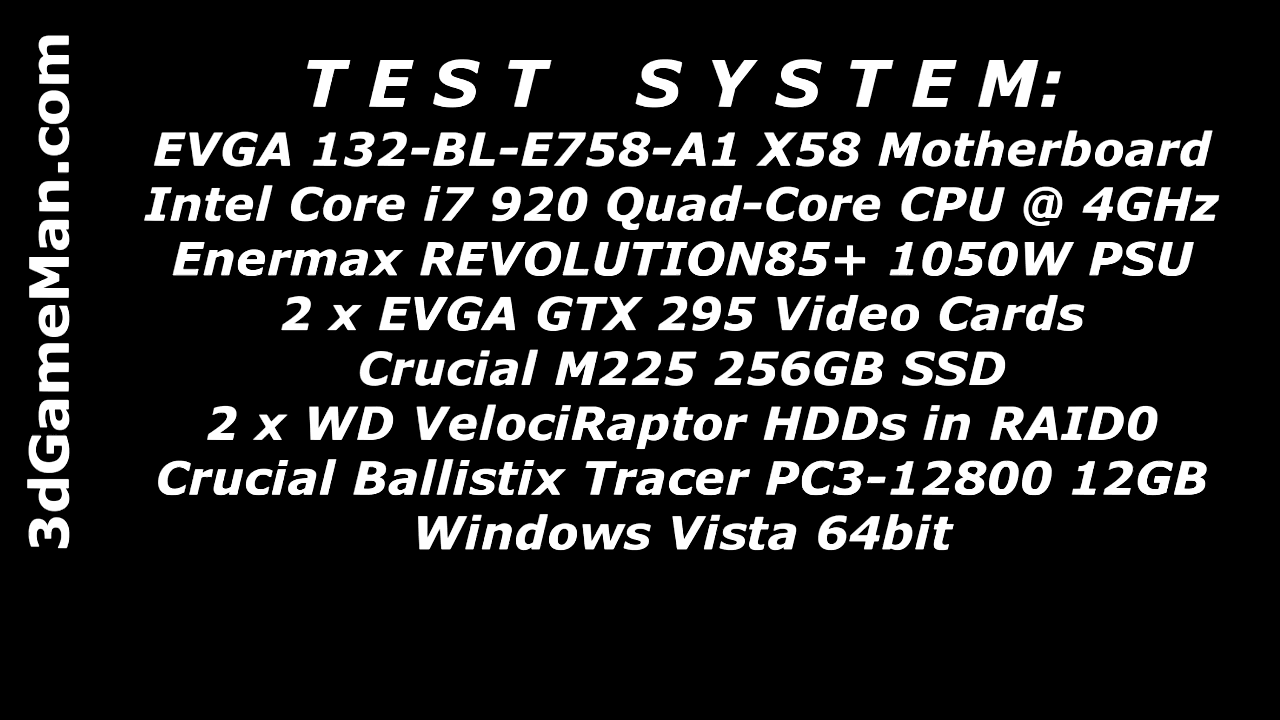 3dGameMan.com
T E S T  S Y S T E M:
EVGA 132-BL-E758-A1 X58 Motherboard
Intel Core i7 920 Quad-Core CPU @ 4GHz
Enermax REVOLUTION85+ 1050W PSU
2 x EVGA GTX 295 Video Cards
Crucial M225 256GB SSD
2 x WD VelociRaptor HDDs in RAID0
Crucial Ballistix Tracer PC3-12800 12GB
Windows Vista 64bit